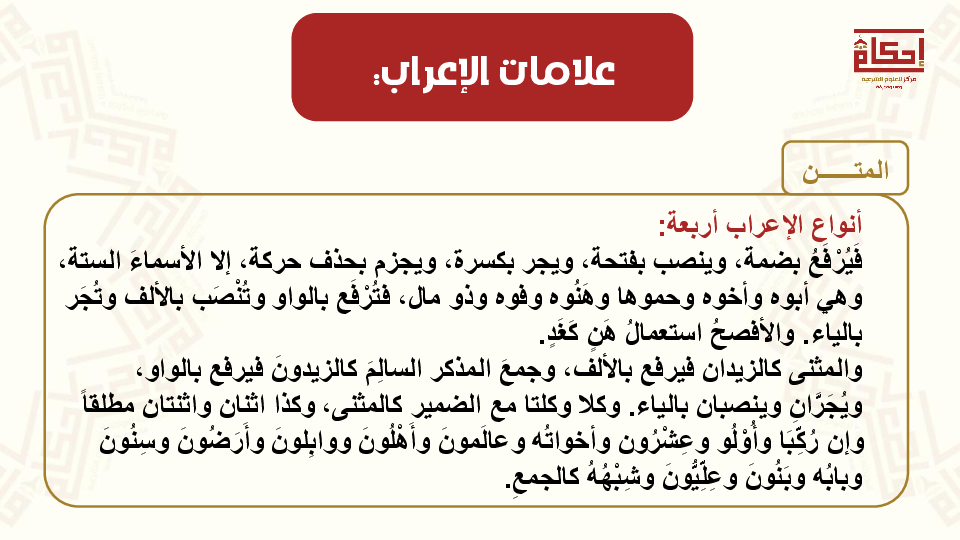 علامات الإعراب:
إحكام
مركز للعلوم الشرعية
المتــــــن
أنواع الإعراب أربعة:
فَيُرْفَعُ بضمة، وينصب بفتحة، ويجر بكسرة، ويجزم بحذف حركة، إلا الأسماءَ الستة،
وهي أبوه وأخوه وحموها وهَنُوه وفوه وذو مال، فتُرْفَع بالواو وتُنْصَب بالألف وتُجَر
بالياء. والأفصحُ استعمالُ هَنٍ كَغَدٍ.
والمثنى كالزيدان فيرفع بالألف، وجمعَ المذكر السالِمَ كالزيدونَ فيرفع بالواو،
ويُجَرَّانِ وينصبان بالياء. وكلا وكلتا مع الضمير كالمثنى، وكذا اثنان واثنتان مطلقاً
وإن رُكِّبَا وأُوْلُو وعِشْرُون وأخواتُه وعالَمونَ وأَهْلُونَ ووابِلونَ وأَرَضُونَ وسِنُونَ
وبابُه وبَنُونَ وعِلِّيُّونَ وشِبْهُهُ كالجمعِ.